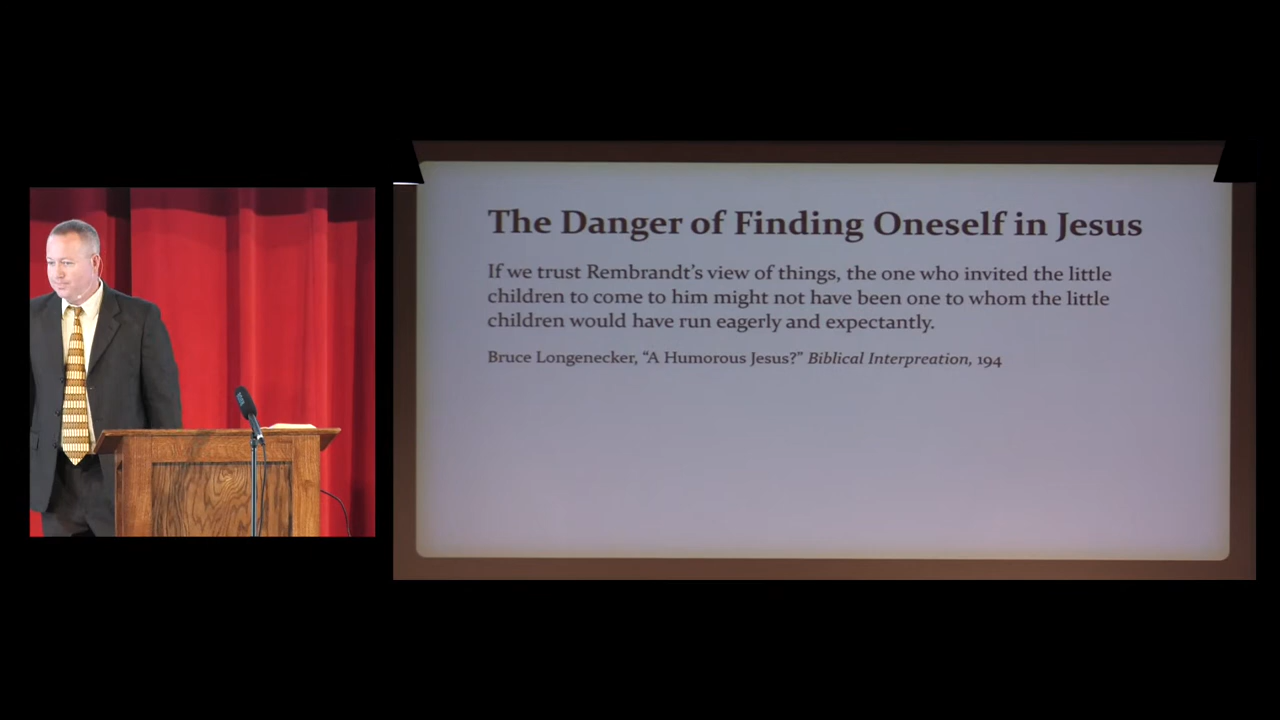 The Danger of Finding Oneself in Jesus
If we trust Rembrandt's view of things, the one who invited the little
children to come to him might not have been one to whom the little
children would have run eagerly and expectantly.
Bruce Longenecker, “A Humorous Jesus?” Biblical Interpreation, 194